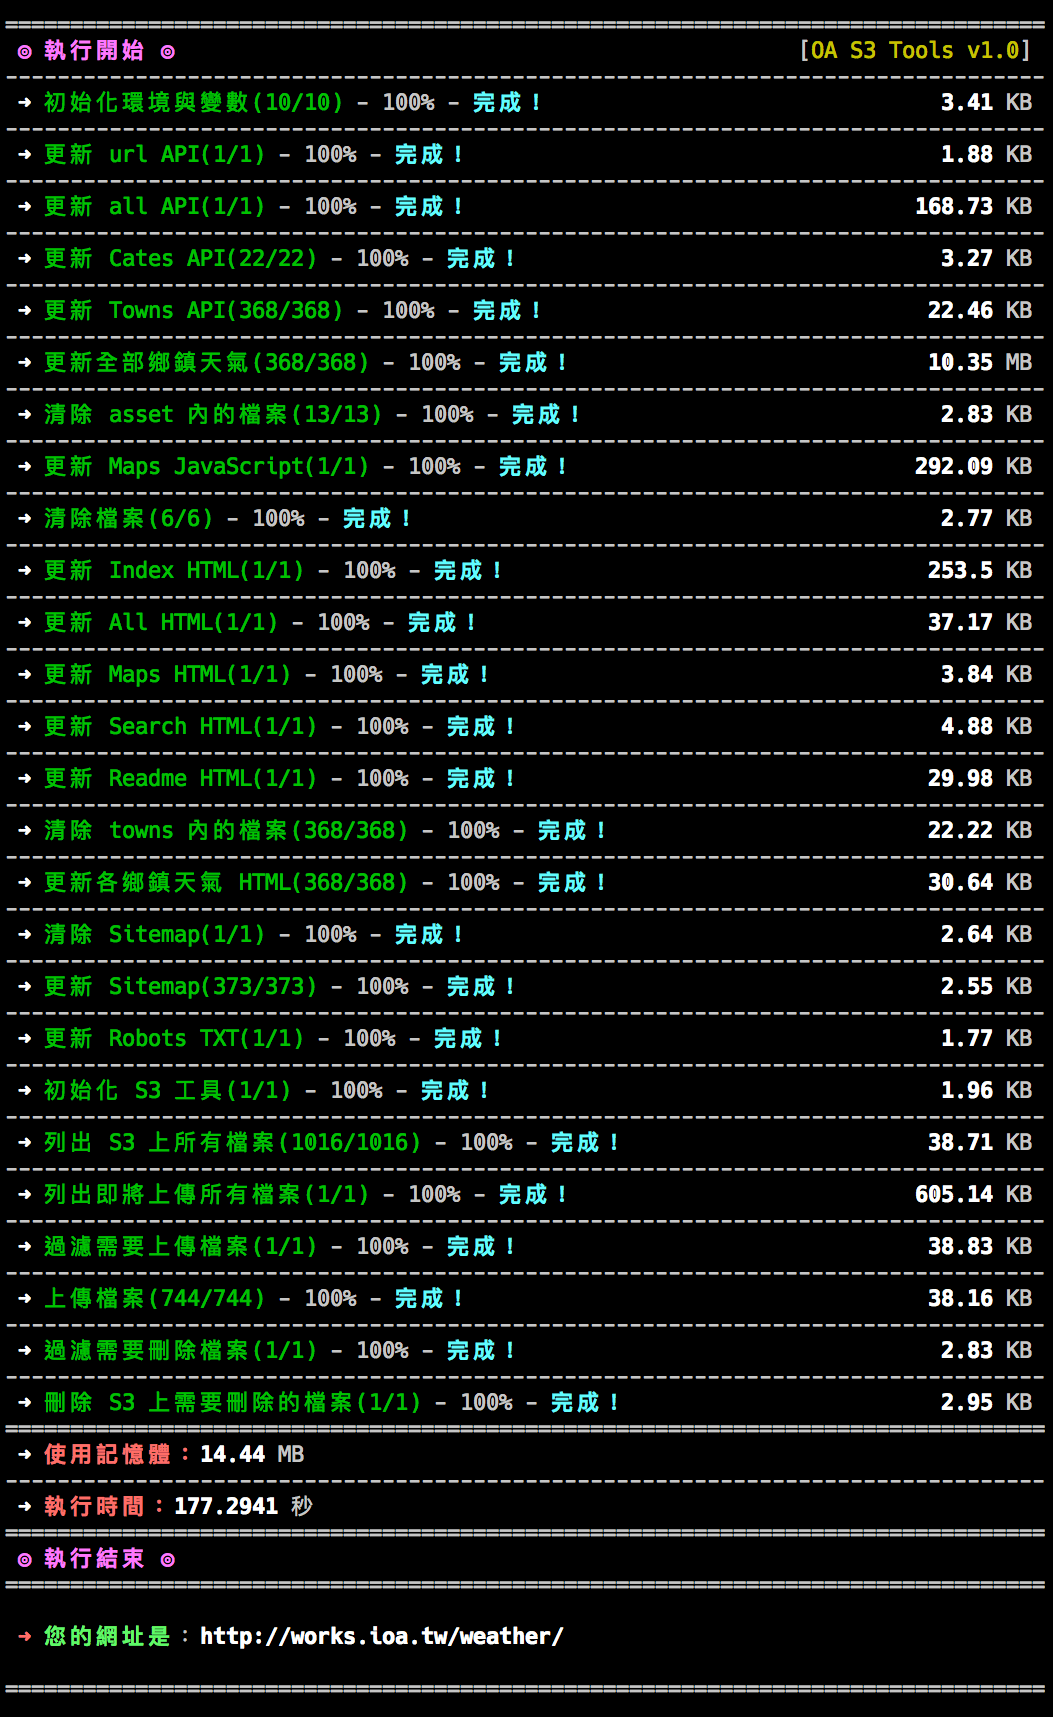 ◎ 執行開始 ◎ [OA S3 Tools v1.0]
➜ 初始化環境與變數(10/10) - 100% - 完成！ 3.41 KB
➜ 更新 url API(1/1) - 100% - 完成！ 1.88 KB
➜ 更新 all API(1/1) - 100% - 完成！ 168.73 KB
➜ 更新 Cates API(22/22) - 100% - 完成！ 3.27 KB
➜ 更新 Towns API(368/368) - 100% - 完成！ 22.46 KB
➜ 更新全部鄉鎮天氣(368/368) - 100% - 完成！ 10.35 MB
➜ 清除 asset 內的檔案(13/13) - 100% - 完成！ 2.83 KB
➜ 更新 Maps JavaScript(1/1) - 100% - 完成！ 292.09 KB
➜ 清除檔案(6/6) - 100% - 完成！ 2.77 KB
➜ 更新 Index HTML(1/1) - 100% - 完成！ 253.5 KB
➜ 更新 All HTML(1/1) - 100% - 完成！ 37.17 KB
➜ 更新 Maps HTML(1/1) - 100% - 完成！ 3.84 KB
➜ 更新 Search HTML(1/1) - 100% - 完成！ 4.88 KB
➜ 更新 Readme HTML(1/1) - 100% - 完成！ 29.98 KB
➜ 清除 towns 內的檔案(368/368) - 100% - 完成！ 22.22 KB
➜ 更新各鄉鎮天氣 HTML(368/368) - 100% - 完成！ 30.64 KB
➜ 清除 Sitemap(1/1) - 100% - 完成！ 2.64 KB
➜ 更新 Sitemap(373/373) - 100% - 完成！ 2.55 KB
➜ 更新 Robots TXT(1/1) - 100% - 完成！ 1.77 KB
➜ 初始化 S3 工具(1/1) - 100% - 完成！ 1.96 KB
➜ 列出 S3 上所有檔案(1016/1016) - 100% - 完成！ 38.71 KB
➜ 列出即將上傳所有檔案(1/1) - 100% - 完成！ 605.14 KB
➜ 過濾需要上傳檔案(1/1) - 100% - 完成！ 38.83 KB
➜ 上傳檔案(744/744) - 100% - 完成！ 38.16 KB
➜ 過濾需要刪除檔案(1/1) - 100% - 完成！ 2.83 KB
➜ 刪除 S3 上需要刪除的檔案(1/1) - 100% - 完成！ 2.95 KB
➜ 使用記憶體：14.44 MB
➜ 執行時間：177.2941 秒
◎ 執行結束 ◎
➜ 您的網址是：http://works.ioa.tw/weather/